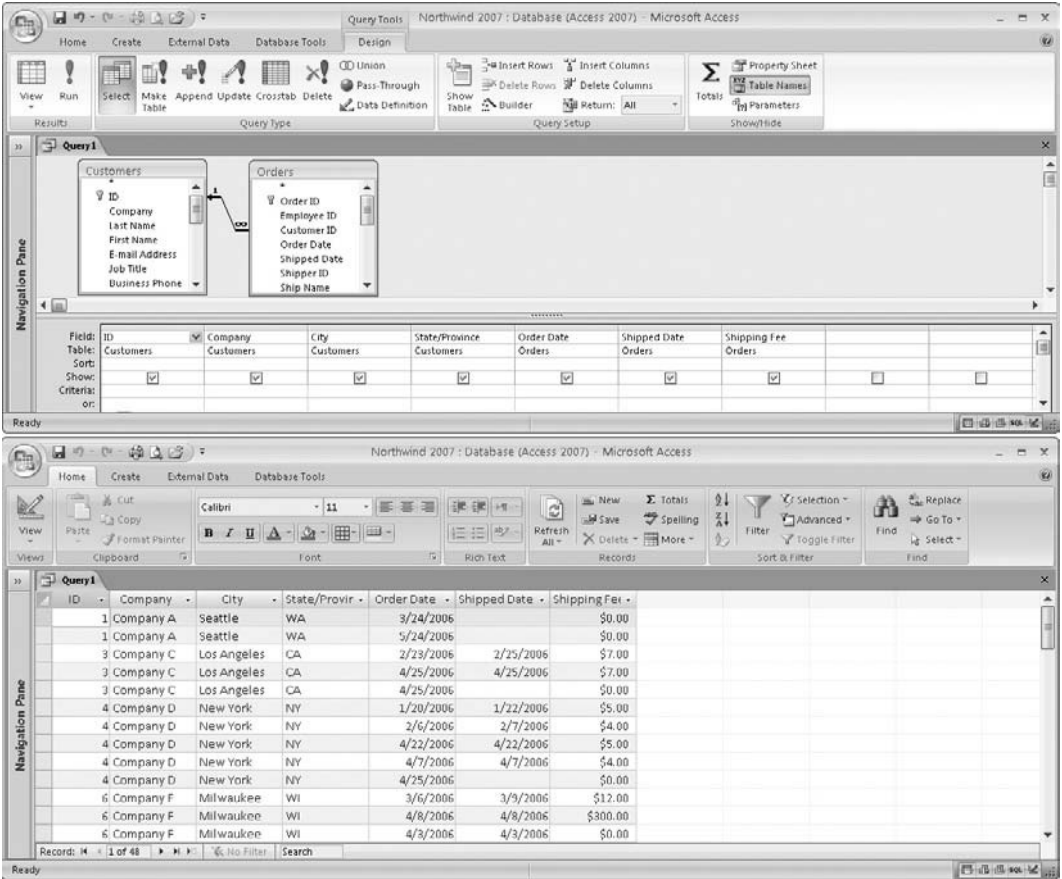 Query Tools Northwind 2007 : Database (Access 2007) - Microsoft Access
Home Create External Data Database Tools Design
View
Run
Select
Make Table
Append
Update
Crosstab
Delete
Union
Pass-Through
Data Definition
Show Table
Insert Rows
Delete Rows
Builder
Insert Columns
Delete Columns
Return: All
Totals
Property Sheet
Table Names
Parameters
Results Query Type Query Setup Show/Hide
Query1
Navigation Pane
Customers
*
ID
Company
Last Name
First Name
E-mail Address
Job Title
Business Phone
1
∞
Orders
*
Order ID
Employee ID
Customer ID
Order Date
Shipped Date
Shipper ID
Ship Name
Field: ID Company City State/Province Order Date Shipped Date Shipping Fee
Table: Customers Customers Customers Customers Orders Orders Orders
Sort:
Show:
Criteria:
or:
Ready SQL
Northwind 2007 : Database (Access 2007) - Microsoft Access
Home Create External Data Database Tools
View
Paste
Cut
Copy
Format Painter
Calibri 11
B I U A
Refresh All
New
Save
Delete
Totals
Spelling
More
Filter
Selection
Advanced
Toggle Filter
Find
Replace
Go To
Select
Views Clipboard Font Rich Text Records Sort & Filter Find
Query1
Navigation Pane
ID Company City State/Provir Order Date Shipped Date Shipping Fee
1 Company A Seattle WA 3/24/2006 $0.00
1 Company A Seattle WA 5/24/2006 $0.00
3 Company C Los Angeles CA 2/23/2006 2/25/2006 $7.00
3 Company C Los Angeles CA 4/25/2006 4/25/2006 $7.00
3 Company C Los Angeles CA 4/25/2006 $0.00
4 Company D New York NY 1/20/2006 1/22/2006 $5.00
4 Company D New York NY 2/6/2006 2/7/2006 $4.00
4 Company D New York NY 4/22/2006 4/22/2006 $5.00
4 Company D New York NY 4/7/2006 4/7/2006 $4.00
4 Company D New York NY 4/25/2006 $0.00
6 Company F Milwaukee WI 3/6/2006 3/9/2006 $12.00
6 Company F Milwaukee WI 4/8/2006 4/8/2006 $300.00
6 Company F Milwaukee WI 4/3/2006 4/3/2006 $0.00
Record: 1 of 48 No Filter Search
Ready SQL